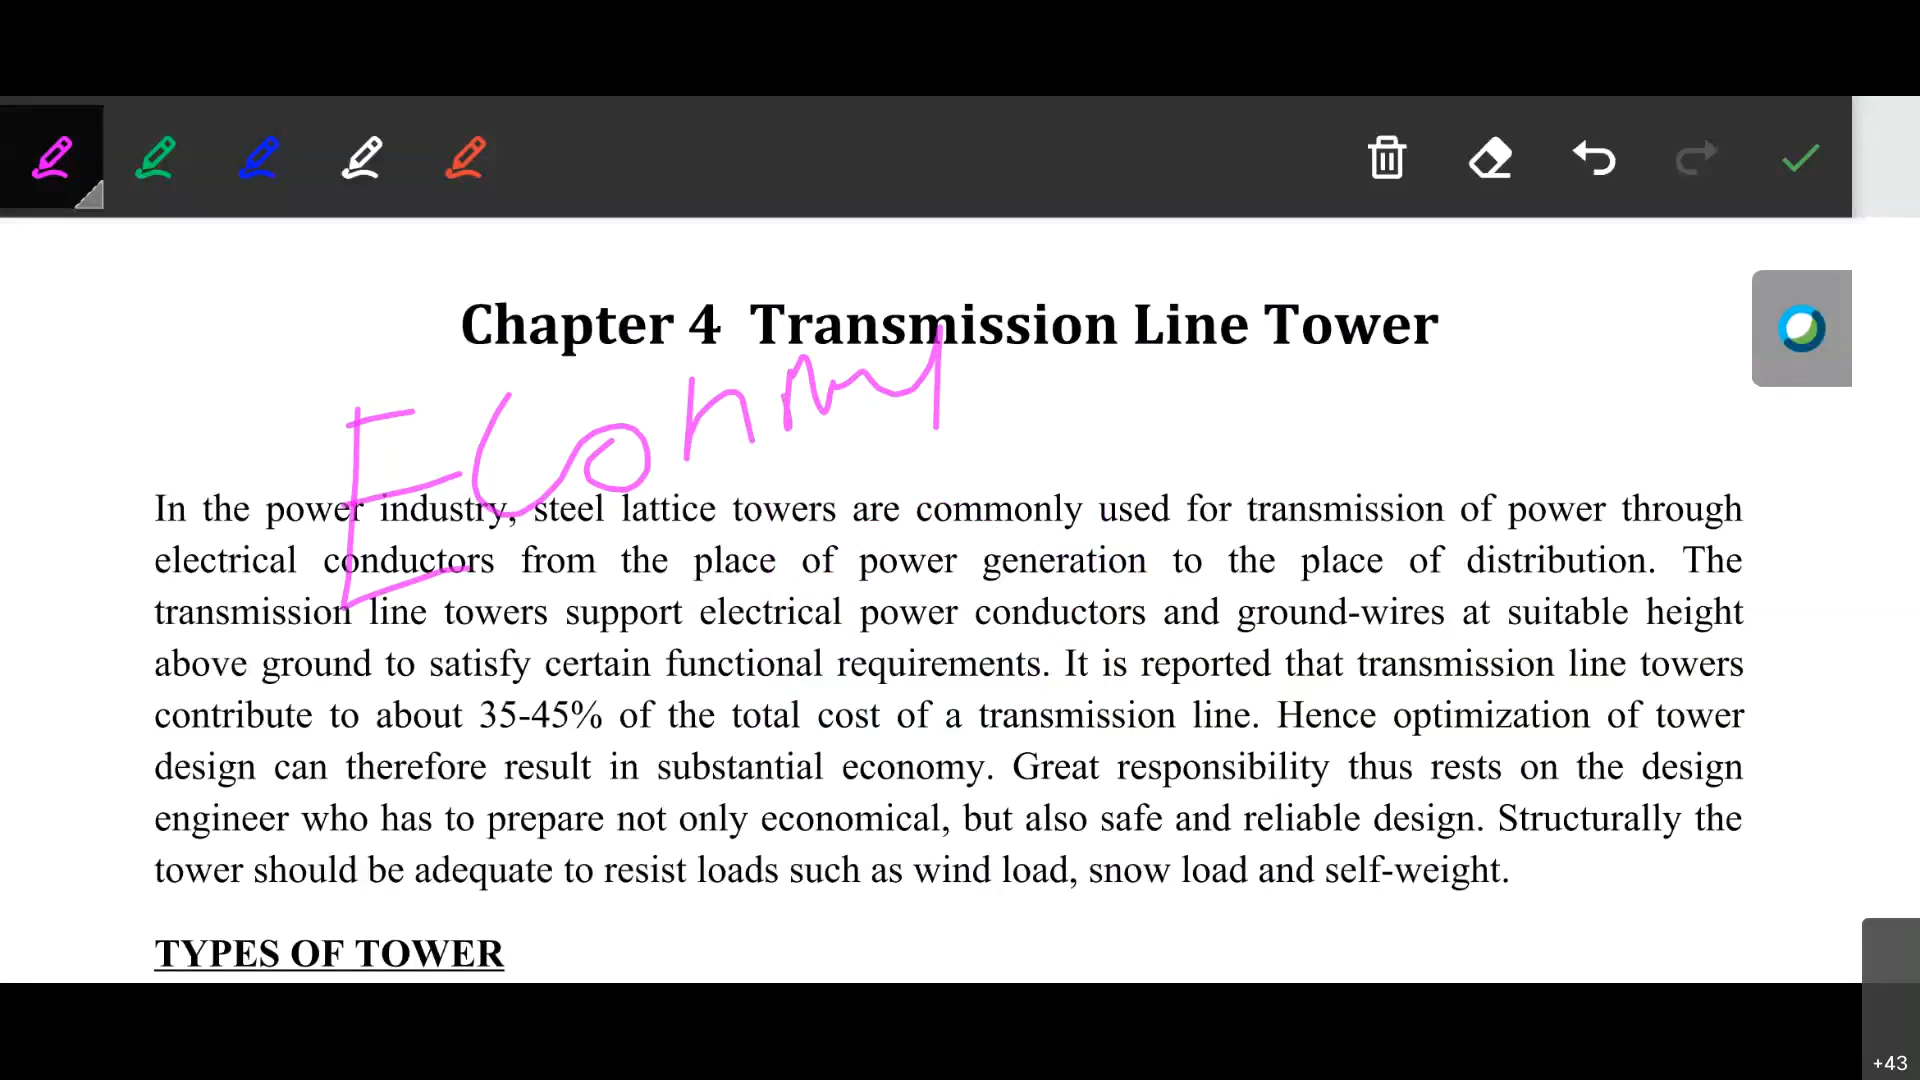 Chapter 4 Transmission Line Tower
Econmy
In the power industry, steel lattice towers are commonly used for transmission of power through
electrical conductors from the place of power generation to the place of distribution. The
transmission line towers support electrical power conductors and ground-wires at suitable height
above ground to satisfy certain functional requirements. It is reported that transmission line towers
contribute to about 35-45% of the total cost of a transmission line. Hence optimization of tower
design can therefore result in substantial economy. Great responsibility thus rests on the design
engineer who has to prepare not only economical, but also safe and reliable design. Structurally the
tower should be adequate to resist loads such as wind load, snow load and self-weight.
TYPES OF TOWER
+43